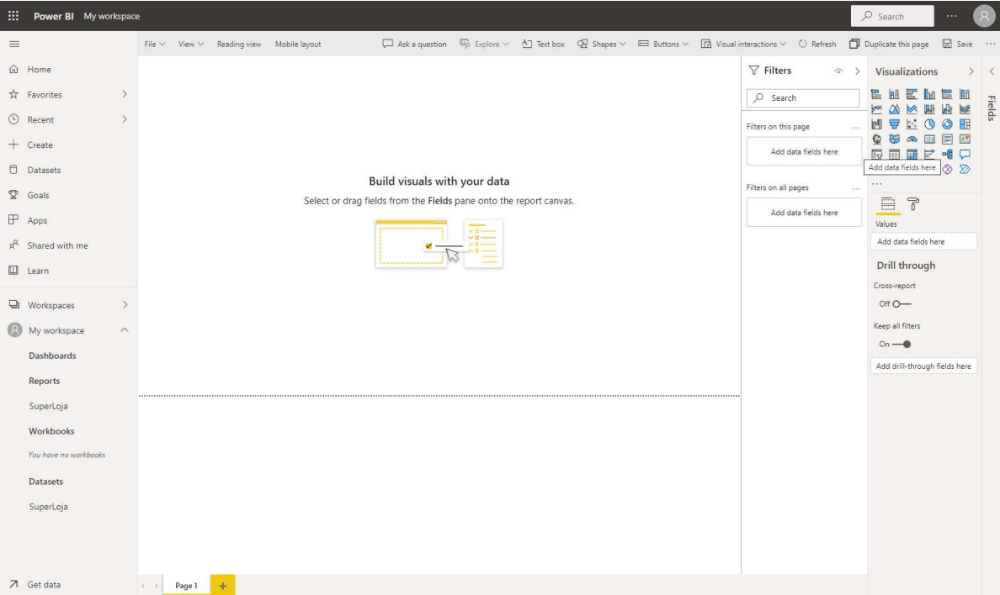 Power BI My workspace
Search
File View Reading view Mobile layout Ask a question Explore Text box Shapes Buttons Visual interactions Refresh Duplicate this page Save
Home
Favorites
Recent
Create
Datasets
Goals
Apps
Shared with me
Learn
Workspaces
My workspace
Dashboards
Reports
SuperLoja
Workbooks
You have no workbooks
Datasets
SuperLoja
Get data
Build visuals with your data
Select or drag fields from the Fields pane onto the report canvas.
Page 1
Filters
Search
Filters on this page
Add data fields here
Filters on all pages
Add data fields here
Visualizations
123
Add data fields here
Values
Add data fields here
Drill through
Cross-report
Off
Keep all filters
On
Add drill-through fields here
Fields